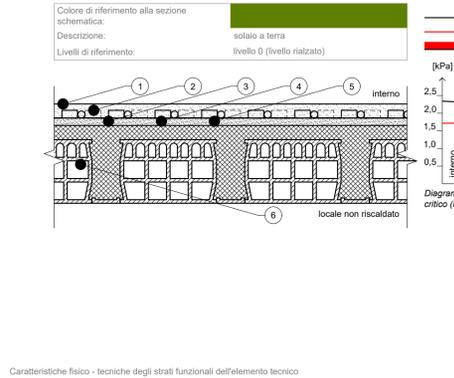 Colore di riferimento alla sezione
schematica:
Descrizione: solaio a terra
Livelli di riferimento: livello 0 (livello rialzato)
1 2 3 4 5
interno
6
locale non riscaldato
[kPa]
2,5
2,0
1,5
1,0
0,5
interno
critico (
Caratteristiche fisico - tecniche degli strati funzionali dell'elemento tecnico